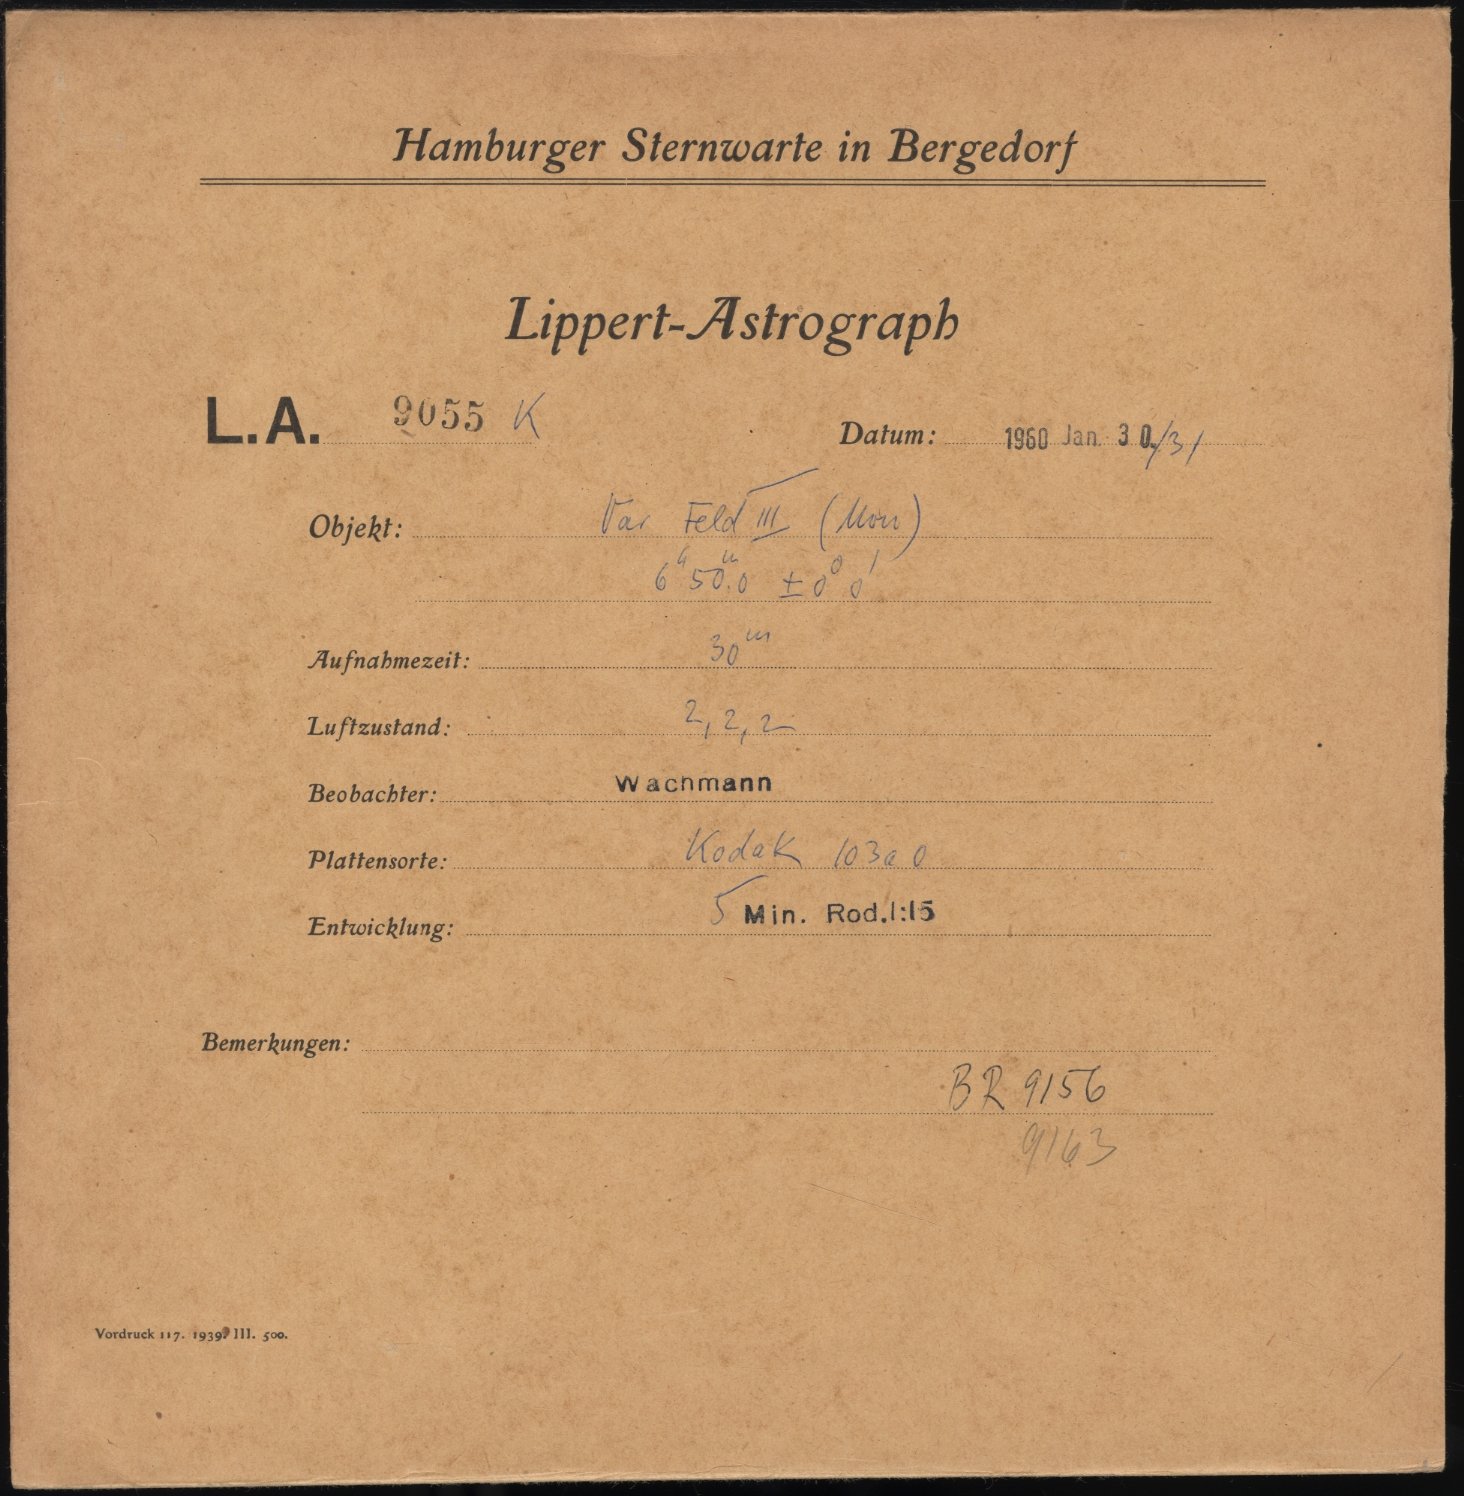 Hamburger Sternwarte in Bergedorf
Lippert-Astrograph
L.A. 9055 K
Datum: 1960 Jan. 30./31
Objekt: Var Feld III (Mon)
6h 50m.0 ±0° 0'
Aufnahmezeit: 30m
Luftzustand: 2, 2, 2
Beobachter: Wachmann
Plattensorte: Kodak 103a O
Entwicklung: 5 Min. Rod. 1:15
Bemerkungen:
BR 9156
9163
Vordruck 117. 1939. III. 500.